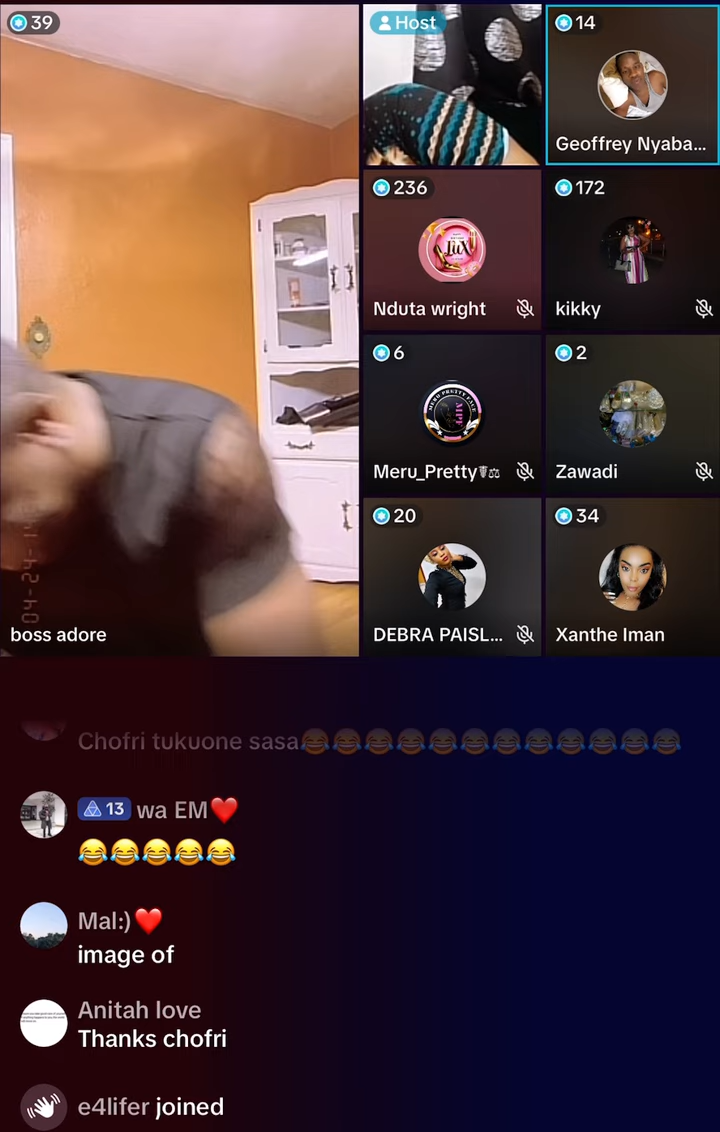 39
Host
14
Geoffrey Nyaba...
236
Nduta wright
172
kikky
6
Meru_Pretty
2
Zawadi
20
DEBRA PAISL...
34
Xanthe Iman
boss adore
Chofri tukuone sasa😂😂😂😂😂😂😂😂😂😂😂😂
13 wa EM❤️
😂😂😂😂😂
Mal:)❤️
image of
Anitah love
Thanks chofri
e4lifer joined